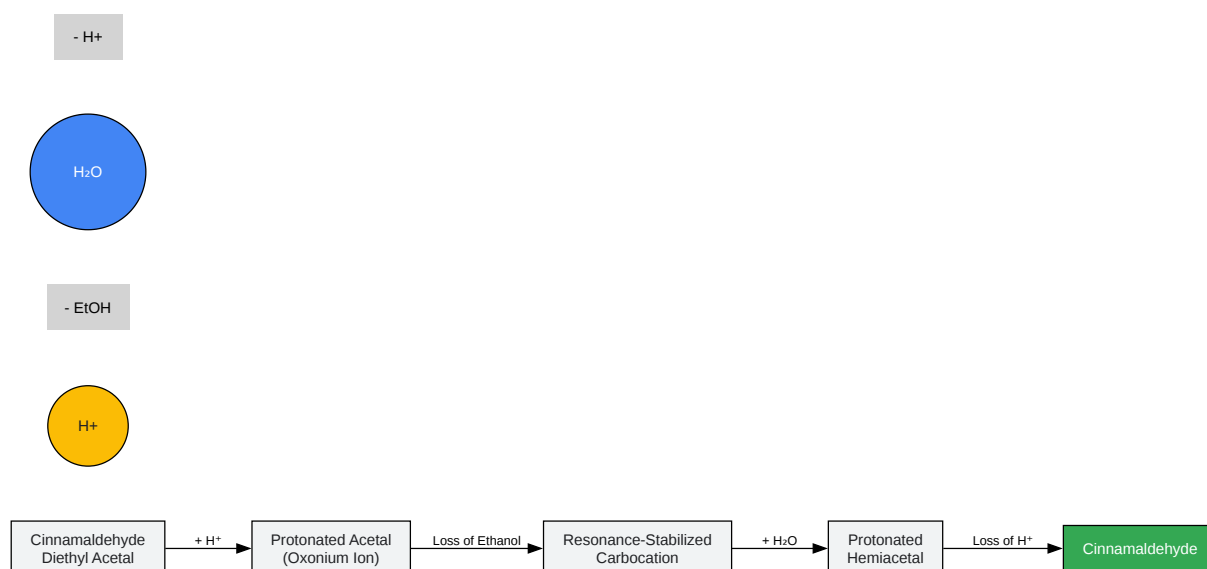 - H+
H₂O
- EtOH
H+
Cinnamaldehyde
Diethyl Acetal
+ H⁺
Protonated Acetal
(Oxonium Ion)
Loss of Ethanol
Resonance-Stabilized
Carbocation
+ H₂O
Protonated
Hemiacetal
Loss of H⁺
Cinnamaldehyde